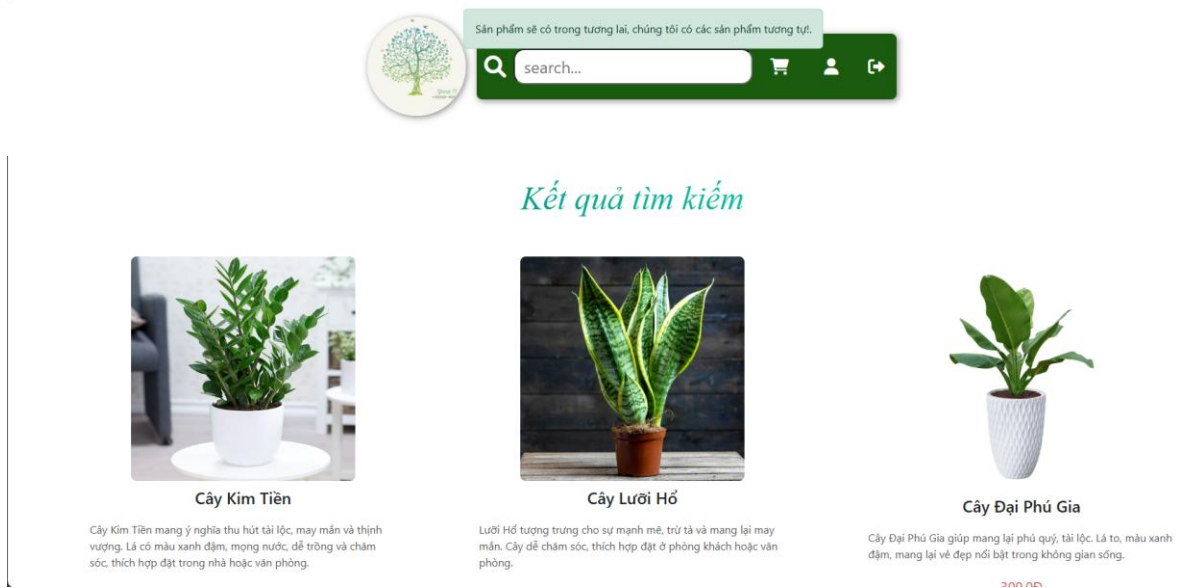 Sản phẩm sẽ có trong tương lai, chúng tôi có các sản phẩm tương tự!.
search...
Kết quả tìm kiếm
Cây Kim Tiền
Cây Kim Tiền mang ý nghĩa thu hút tài lộc, may mắn và thịnh
vượng. Lá có màu xanh đậm, mọng nước, dễ trồng và chăm
sóc, thích hợp đặt trong nhà hoặc văn phòng.
Cây Lưỡi Hổ
Lưỡi Hổ tượng trưng cho sự mạnh mẽ, trừ tà và mang lại may
mắn. Cây dễ chăm sóc, thích hợp đặt ở phòng khách hoặc văn
phòng.
Cây Đại Phú Gia
Cây Đại Phú Gia giúp mang lại phú quý, tài lộc. Lá to, màu xanh
đậm, mang lại vẻ đẹp nổi bật trong không gian sống.
300.0Đ